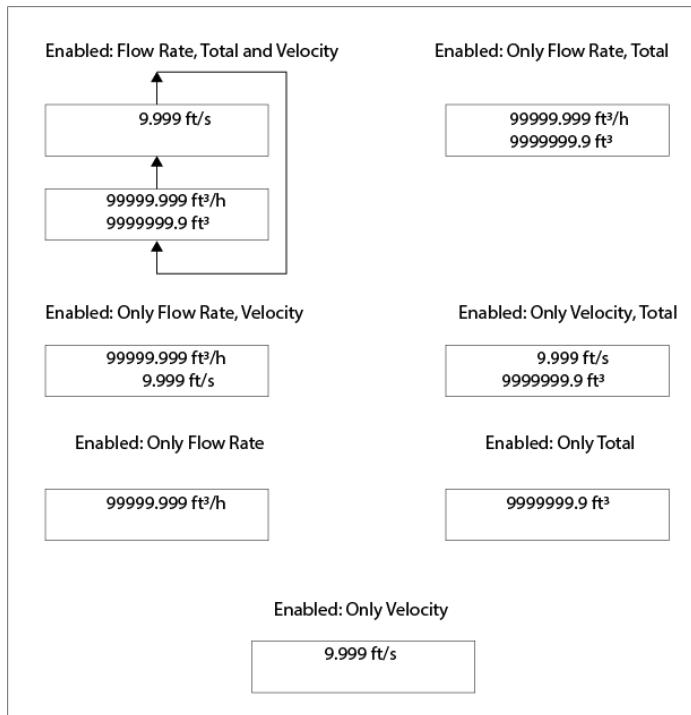 Enabled: Flow Rate, Total and Velocity
9.999 ft/s
99999.999 ft³/h
9999999.9 ft³
Enabled: Only Flow Rate, Total
99999.999 ft³/h
9999999.9 ft³
Enabled: Only Flow Rate, Velocity
99999.999 ft³/h
9.999 ft/s
Enabled: Only Velocity, Total
9.999 ft/s
9999999.9 ft³
Enabled: Only Flow Rate
99999.999 ft³/h
Enabled: Only Total
9999999.9 ft³
Enabled: Only Velocity
9.999 ft/s